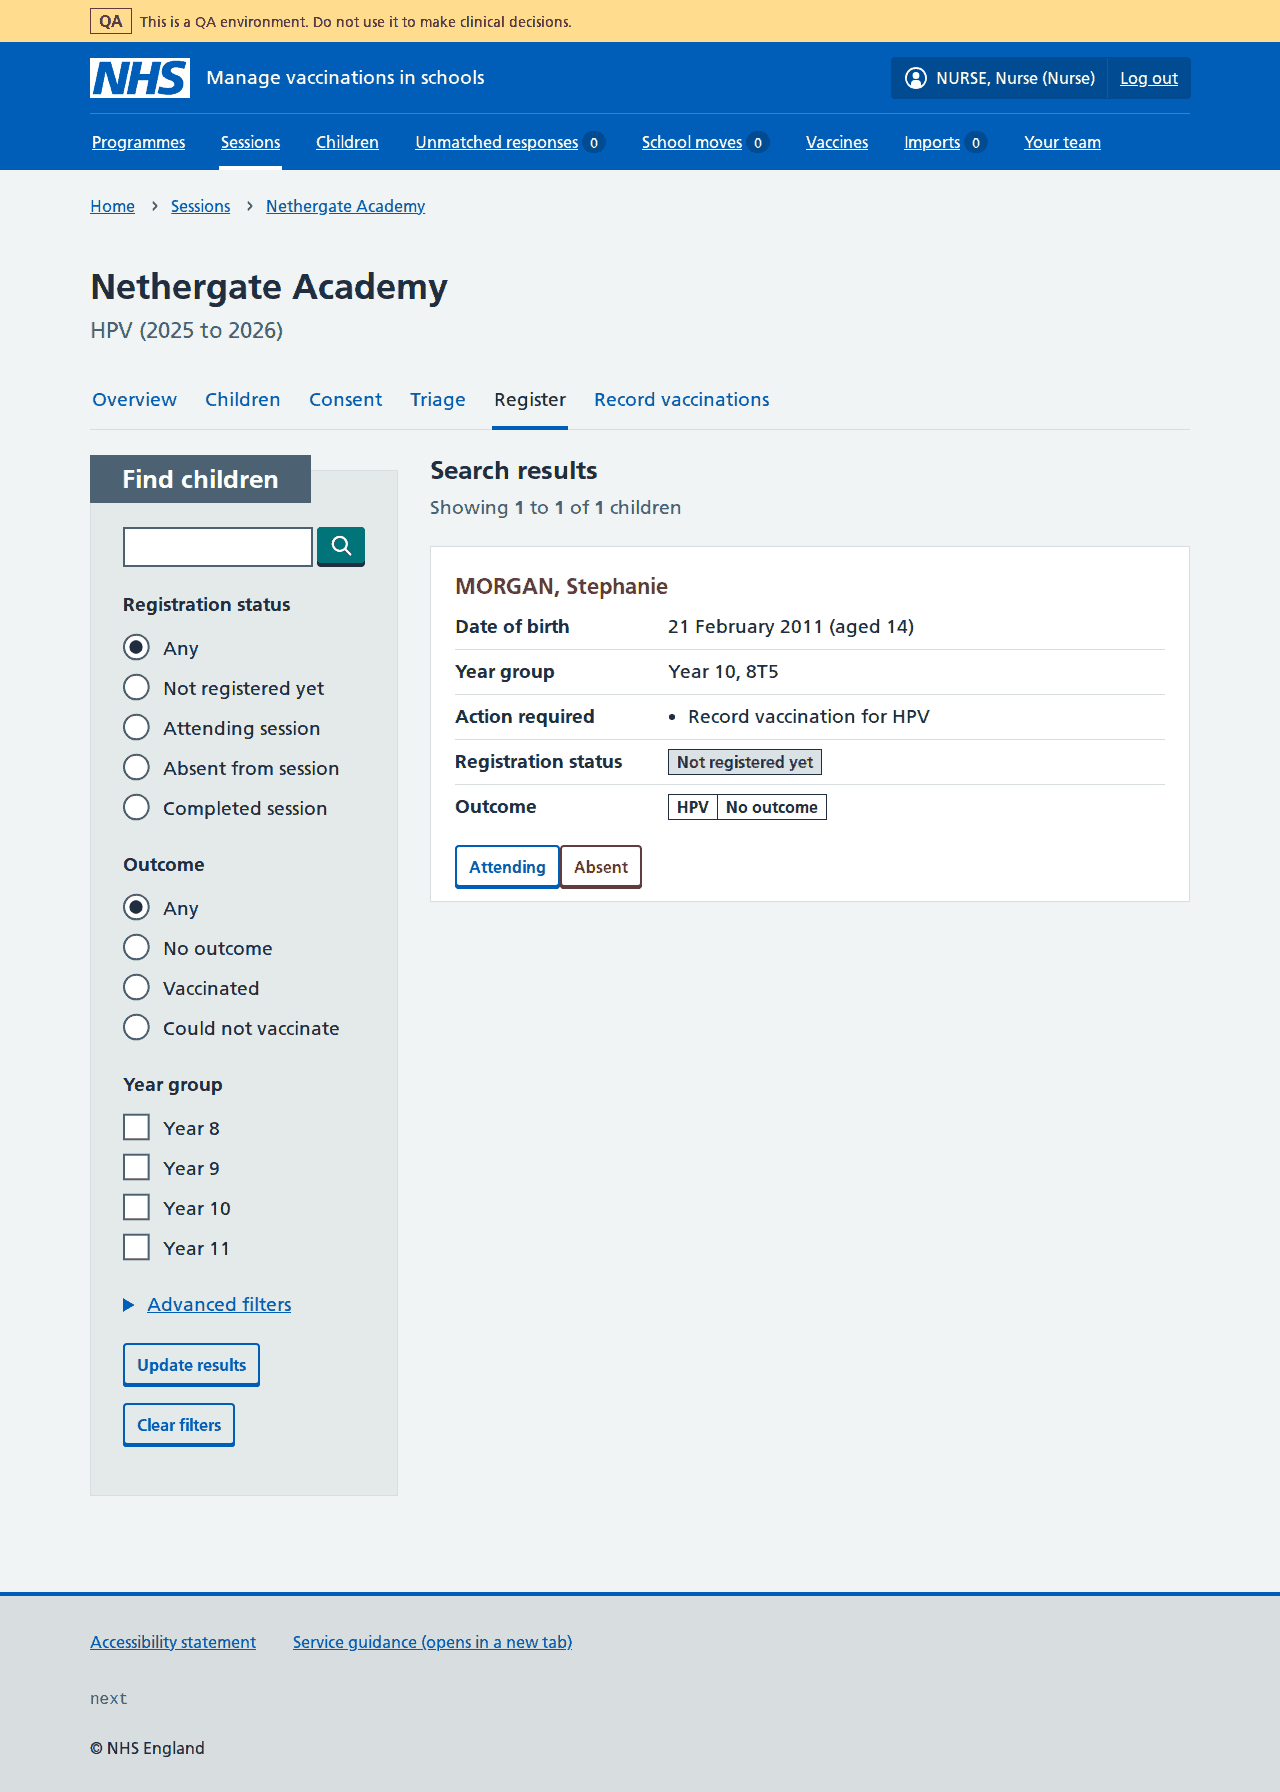 QA This is a QA environment. Do not use it to make clinical decisions.
NHS Manage vaccinations in schools NURSE, Nurse (Nurse) Log out
Programmes Sessions Children Unmatched responses 0 School moves 0 Vaccines Imports 0 Your team
Home Sessions Nethergate Academy
Nethergate Academy
HPV (2025 to 2026)
Overview Children Consent Triage Register Record vaccinations
Find children
Registration status
Any
Not registered yet
Attending session
Absent from session
Completed session
Outcome
Any
No outcome
Vaccinated
Could not vaccinate
Year group
Year 8
Year 9
Year 10
Year 11
Advanced filters
Update results
Clear filters
Search results
Showing 1 to 1 of 1 children
MORGAN, Stephanie
Date of birth 21 February 2011 (aged 14)
Year group Year 10, 8T5
Action required • Record vaccination for HPV
Registration status Not registered yet
Outcome HPV No outcome
Attending Absent
Accessibility statement Service guidance (opens in a new tab)
next
© NHS England